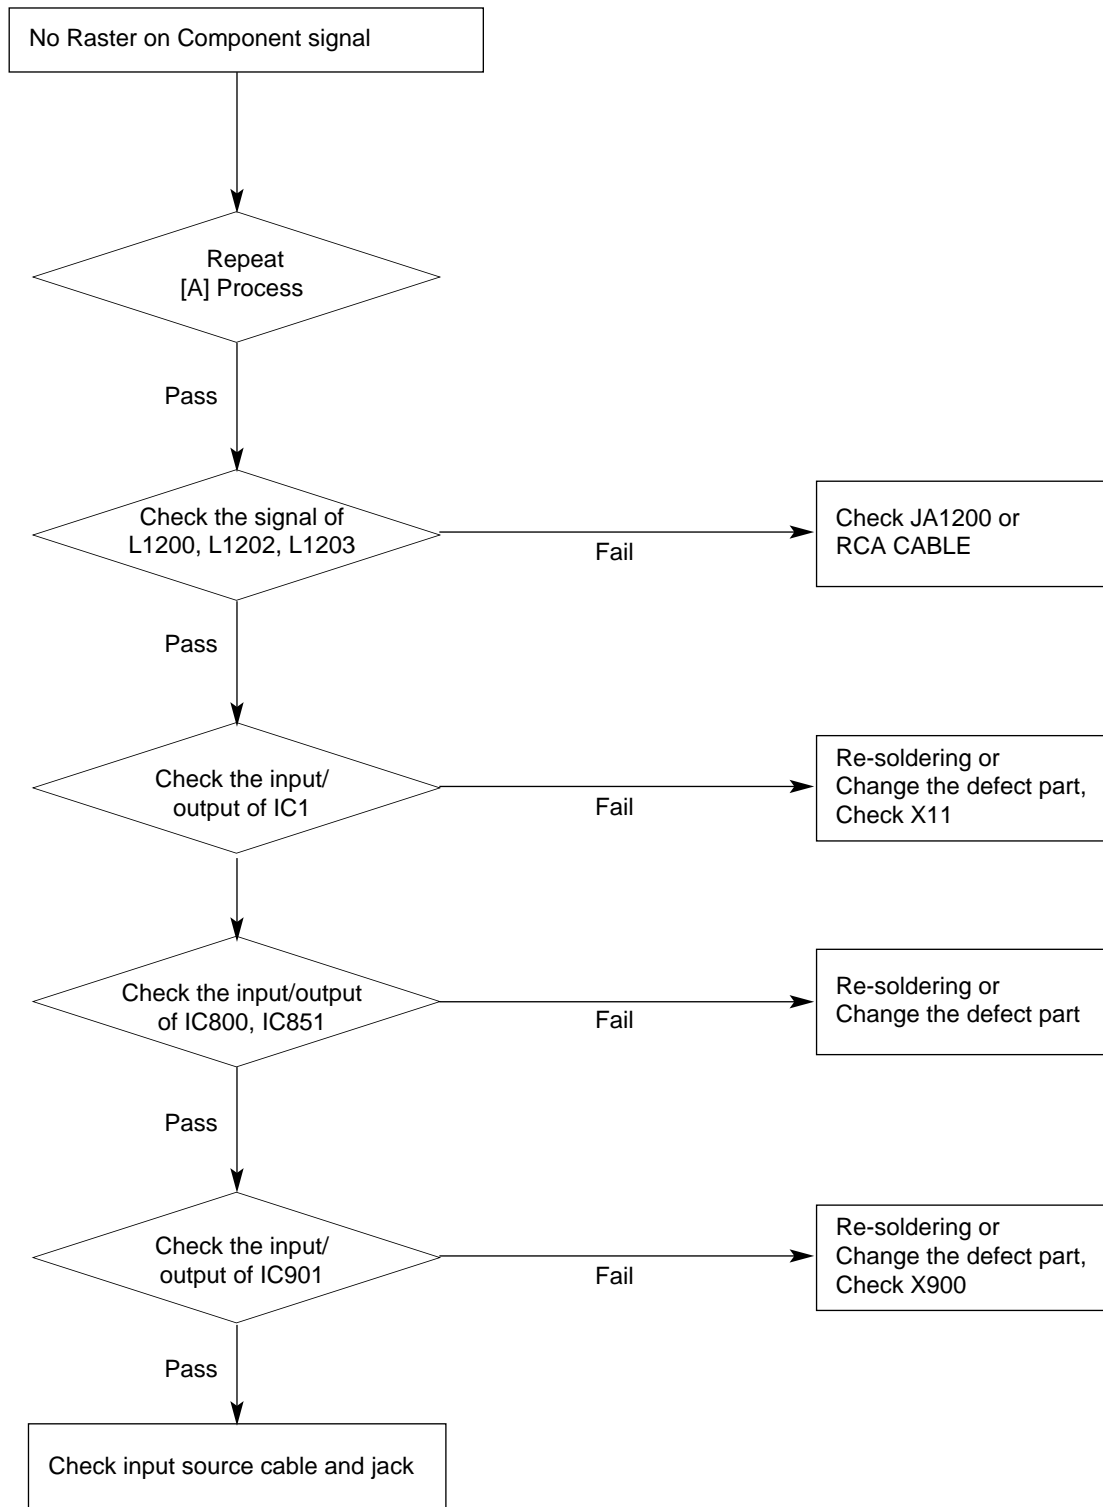 No Raster on Component signal
Repeat
[A] Process
Pass
Check the signal of
L1200, L1202, L1203
Fail
Check JA1200 or
RCA CABLE
Pass
Check the input/
output of IC1
Fail
Re-soldering or
Change the defect part,
Check X11
Check the input/output
of IC800, IC851
Fail
Re-soldering or
Change the defect part
Pass
Check the input/
output of IC901
Fail
Re-soldering or
Change the defect part,
Check X900
Pass
Check input source cable and jack